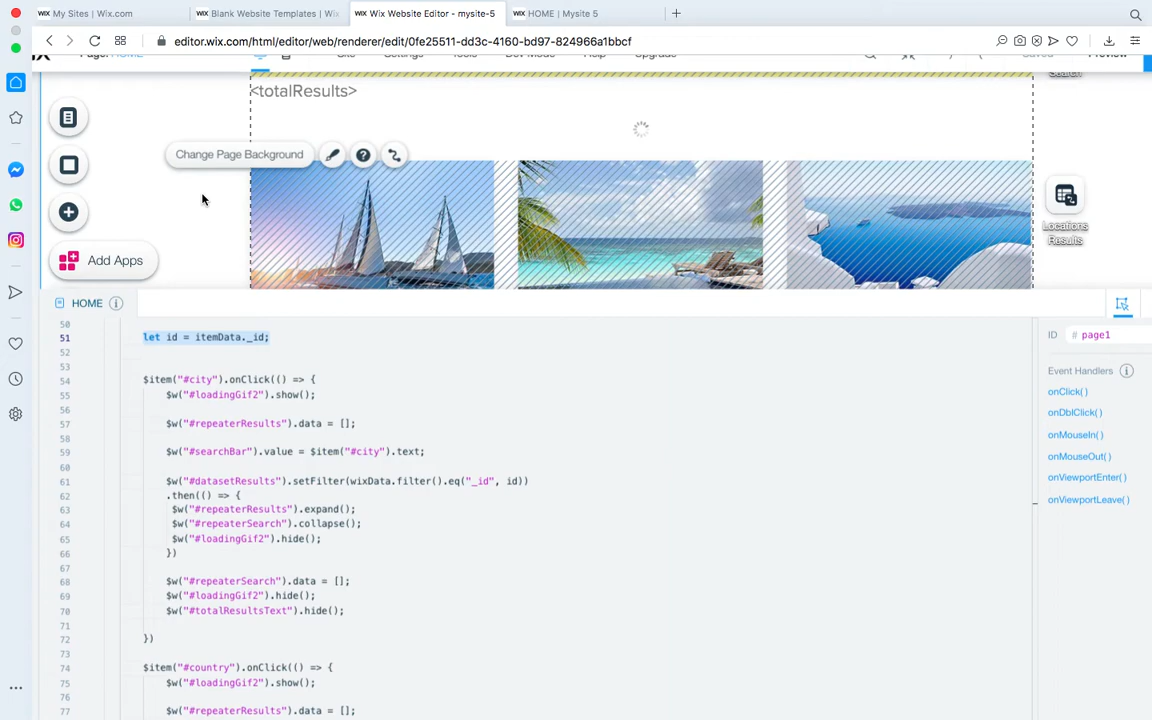 WIX My Sites | Wix.com
WIX Blank Website Templates | Wi
WIX Wix Website Editor - mysite-5
WIX HOME | Mysite 5
editor.wix.com/html/editor/web/renderer/edit/0fe25511-dd3c-4160-bd97-824966a1bbcf
Search
<totalResults>
Change Page Background
Add Apps
Locations
Results
HOME
ID # page1
Event Handlers
onClick()
onDblClick()
onMouseIn()
onMouseOut()
onViewportEnter()
onViewportLeave()
50
51 let id = itemData._id;
52
53
54 $item("#city").onClick(() => {
55 $w("#loadingGif2").show();
56
57 $w("#repeaterResults").data = [];
58
59 $w("#searchBar").value = $item("#city").text;
60
61 $w("#datasetResults").setFilter(wixData.filter().eq("_id", id))
62 .then(() => {
63 $w("#repeaterResults").expand();
64 $w("#repeaterSearch").collapse();
65 $w("#loadingGif2").hide();
66 })
67
68 $w("#repeaterSearch").data = [];
69 $w("#loadingGif2").hide();
70 $w("#totalResultsText").hide();
71
72 })
73
74 $item("#country").onClick(() => {
75 $w("#loadingGif2").show();
76
77 $w("#repeaterResults").data = [];